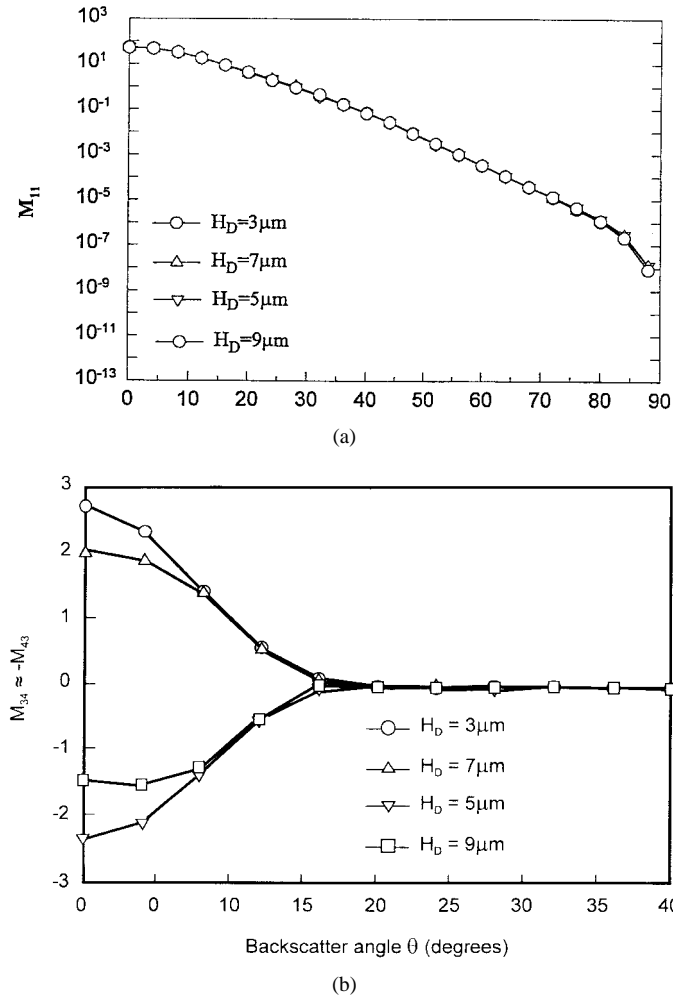 10³
10¹
10⁻¹
10⁻³
10⁻⁵
10⁻⁷
10⁻⁹
10⁻¹¹
10⁻¹³
M₁₁
H_D=3μm
H_D=7μm
H_D=5μm
H_D=9μm
0 10 20 30 40 50 60 70 80 90
(a)
3
2
1
0
-1
-2
-3
M₃₄ ≈ -M₄₃
H_D = 3μm
H_D = 7μm
H_D = 5μm
H_D = 9μm
0 0 10 15 20 25 30 35 40
Backscatter angle θ (degrees)
(b)